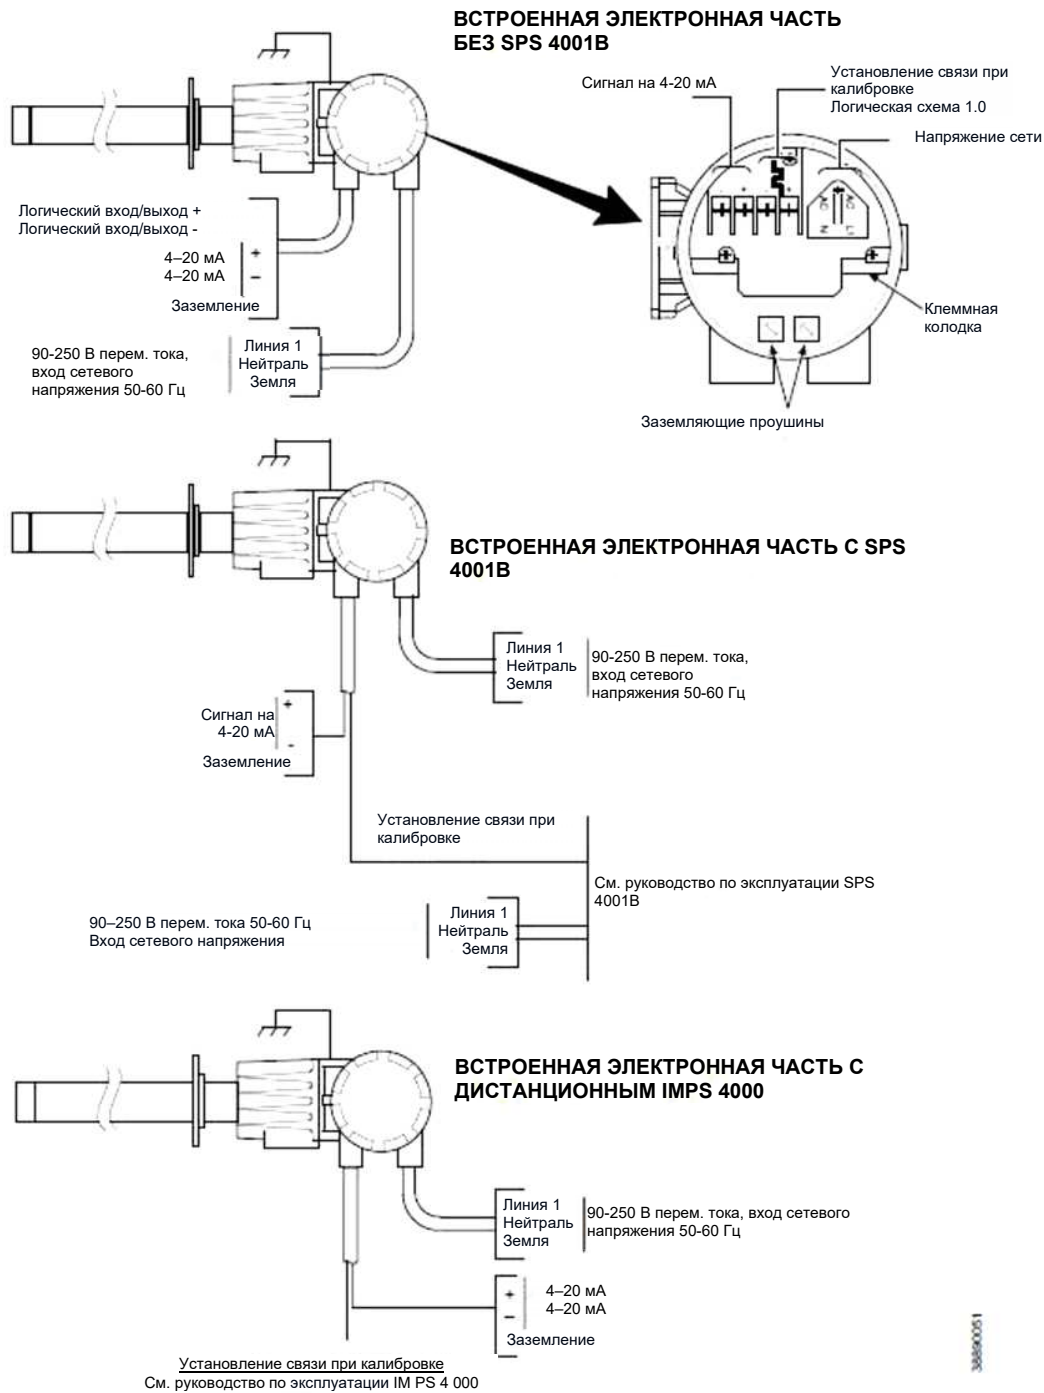 ВСТРОЕННАЯ ЭЛЕКТРОННАЯ ЧАСТЬ
БЕЗ SPS 4001B
Сигнал на 4-20 мА
Установление связи при
калибровке
Логическая схема 1.0
Напряжение сети
Логический вход/выход +
Логический вход/выход -
4–20 мА
4–20 мА
+
–
Заземление
90-250 В перем. тока,
вход сетевого
напряжения 50-60 Гц
Линия 1
Нейтраль
Земля
AC
AC
N
L1
Клеммная
колодка
Заземляющие проушины
ВСТРОЕННАЯ ЭЛЕКТРОННАЯ ЧАСТЬ С SPS
4001B
Линия 1
Нейтраль
Земля
90-250 В перем. тока,
вход сетевого
напряжения 50-60 Гц
Сигнал на
4-20 мА
+
-
Заземление
Установление связи при
калибровке
См. руководство по эксплуатации SPS
4001B
90–250 В перем. тока 50-60 Гц
Вход сетевого напряжения
Линия 1
Нейтраль
Земля
ВСТРОЕННАЯ ЭЛЕКТРОННАЯ ЧАСТЬ С
ДИСТАНЦИОННЫМ IMPS 4000
Линия 1
Нейтраль
Земля
90-250 В перем. тока, вход сетевого
напряжения 50-60 Гц
+
–
4–20 мА
4–20 мА
Заземление
Установление связи при калибровке
См. руководство по эксплуатации IM PS 4 000
38890051